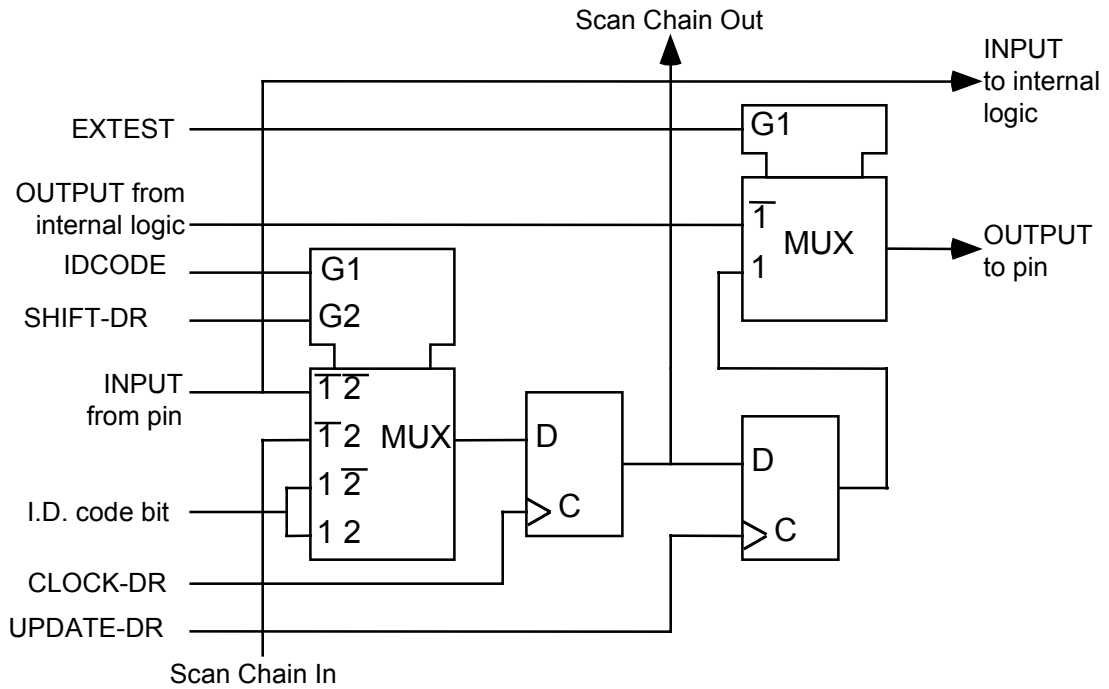 Scan Chain Out
INPUT
to internal
logic
EXTEST
G1
OUTPUT from
internal logic
1̅
MUX
1
OUTPUT
to pin
IDCODE
G1
SHIFT-DR
G2
INPUT
from pin
1̅ 2̅
1̅ 2
MUX
1 2̅
1 2
D
C
D
C
I.D. code bit
CLOCK-DR
UPDATE-DR
Scan Chain In